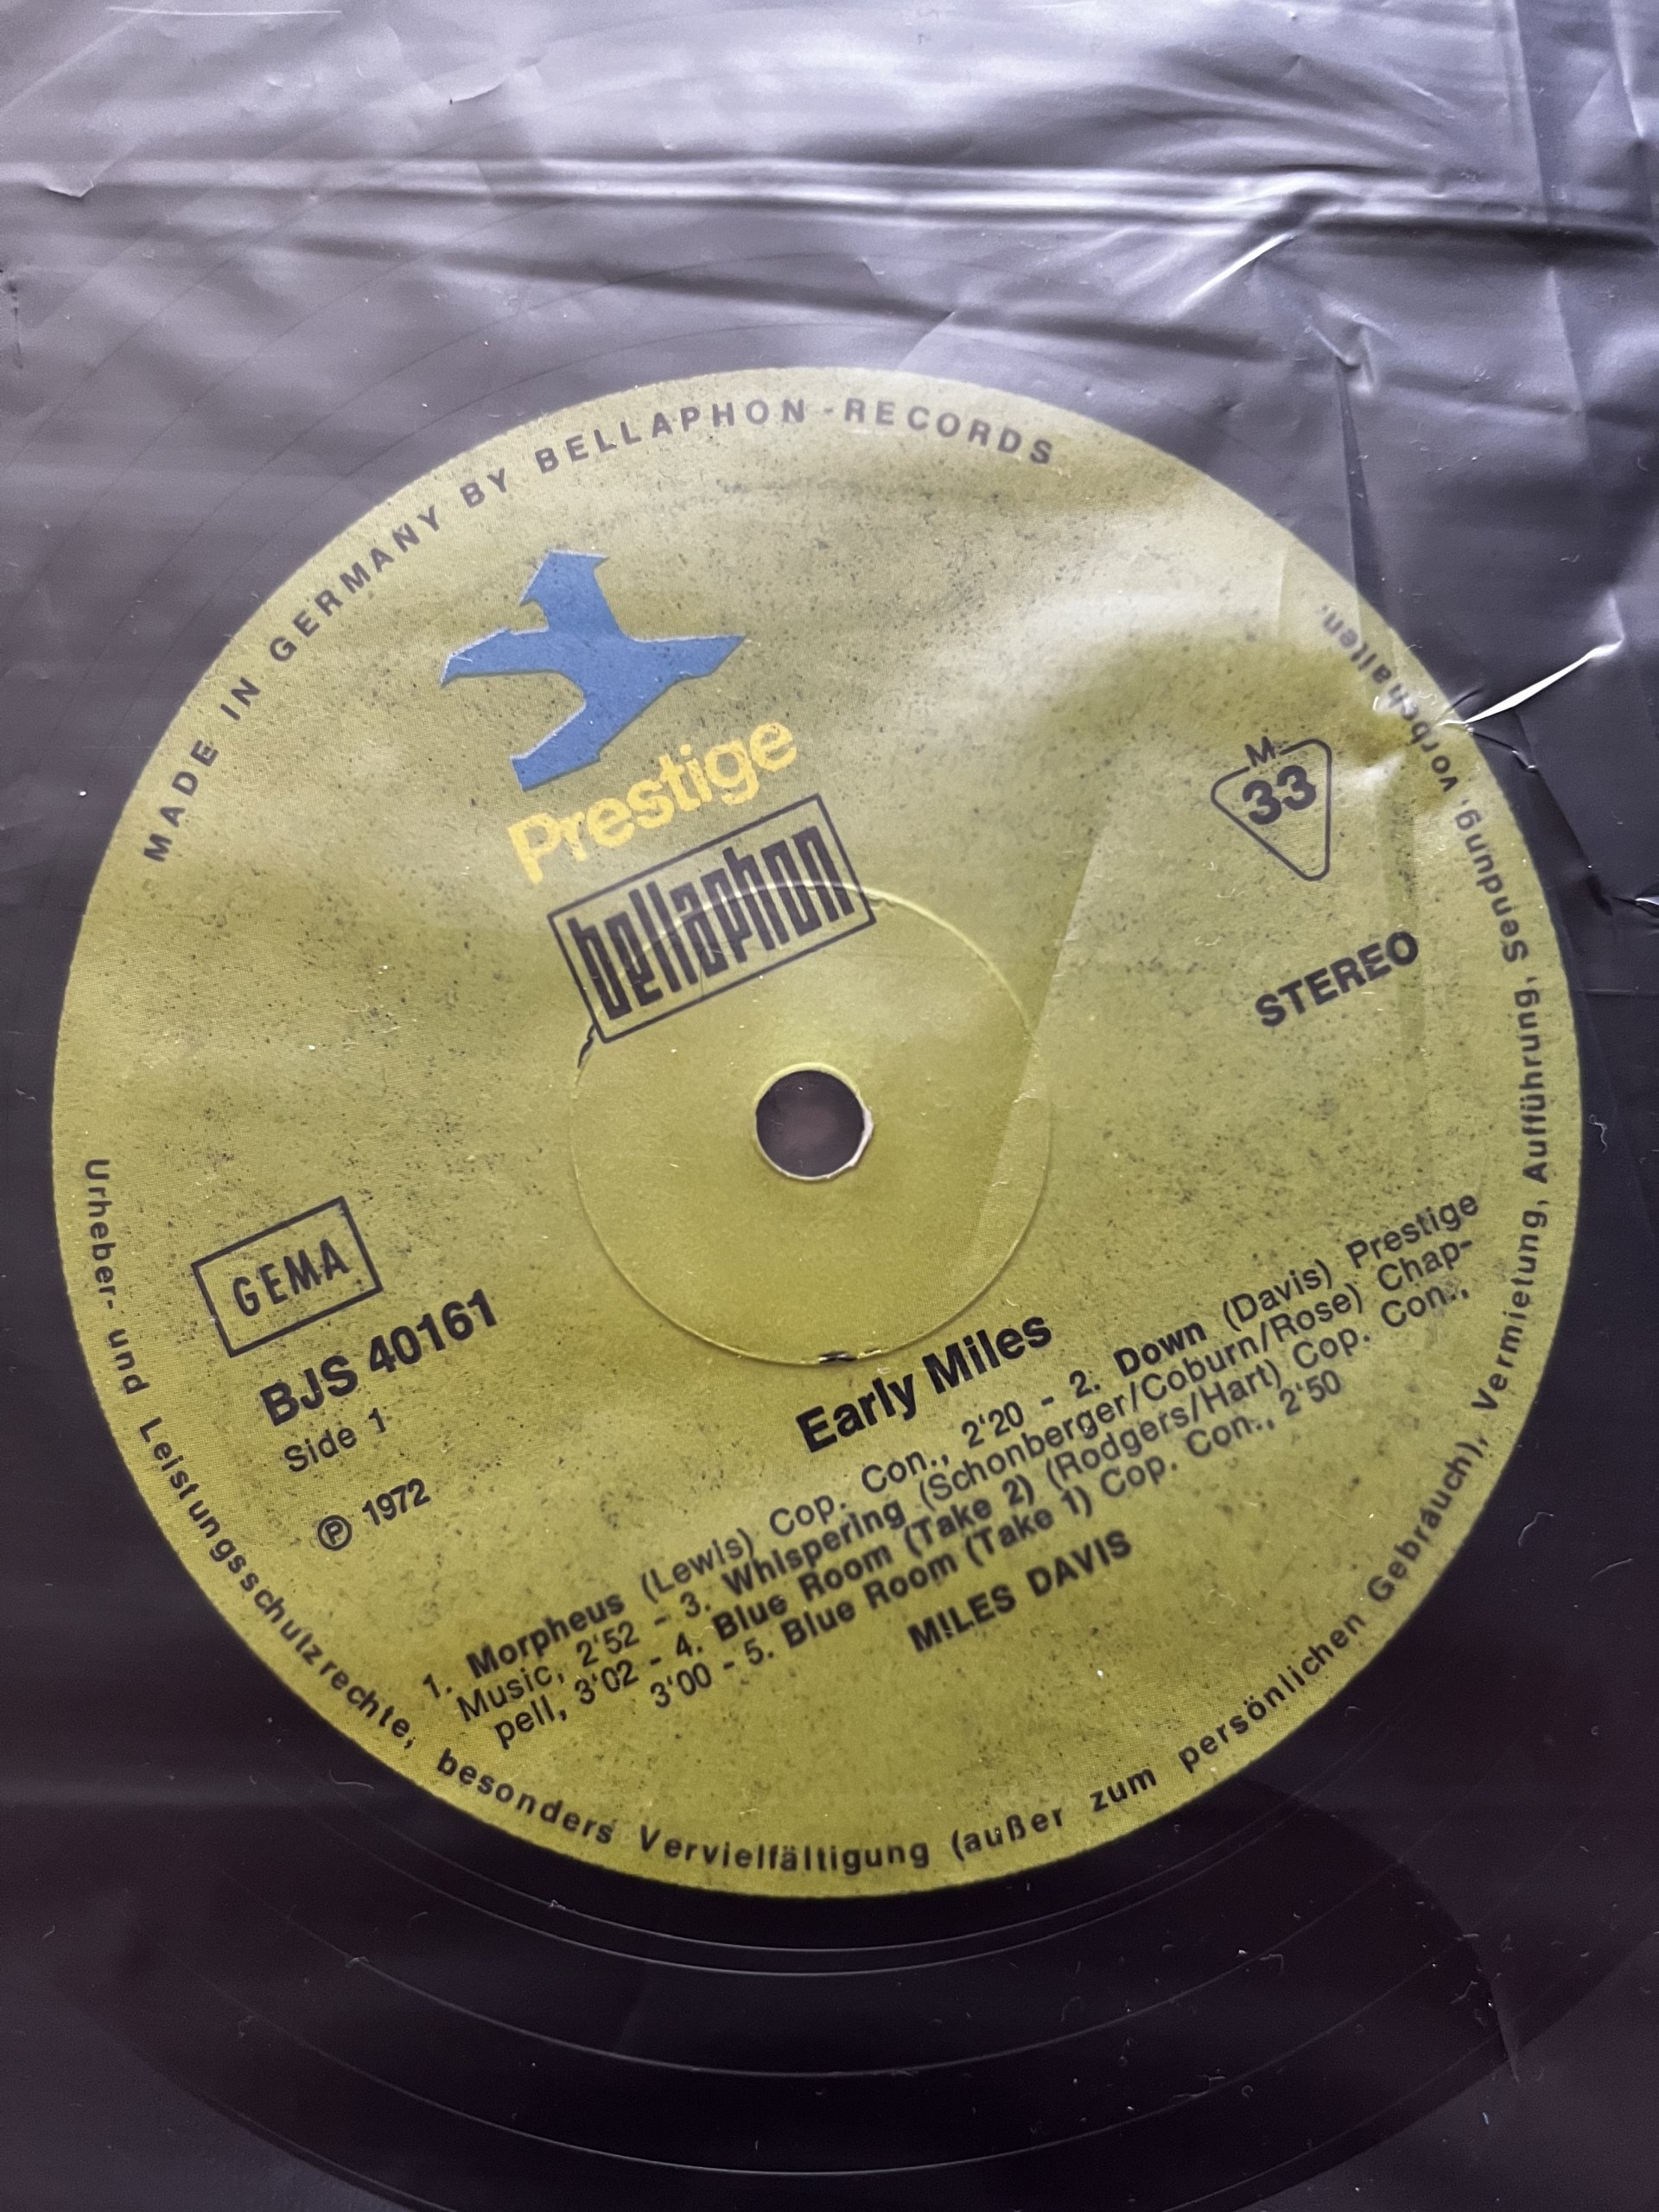 MADE IN GERMANY BY BELLAPHON-RECORDS
Prestige
bellaphon
M
33
STEREO
GEMA
BJS 40161
Side 1
℗ 1972
Early Miles
1. Morpheus (Lewis) Cop. Con., 2'20 - 2. Down (Davis) Prestige
Music, 2'52 - 3. Whispering (Schonberger/Coburn/Rose) Chap-
pell, 3'02 - 4. Blue Room (Take 2) (Rodgers/Hart) Cop. Con.,
3'00 - 5. Blue Room (Take 1) Cop. Con., 2'50
MILES DAVIS
Urheber- und Leistungsschutzrechte, besonders Vervielfältigung (außer zum persönlichen Gebrauch), Vermietung, Aufführung, Sendung, vorbehalten.